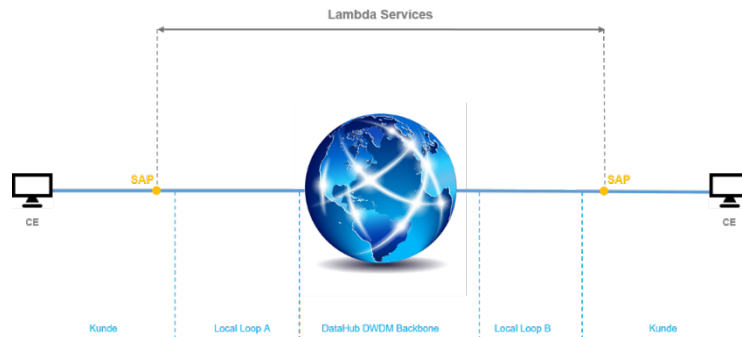 Lambda Services
SAP
SAP
CE
CE
Kunde
Local Loop A
DataHub DWDM Backbone
Local Loop B
Kunde